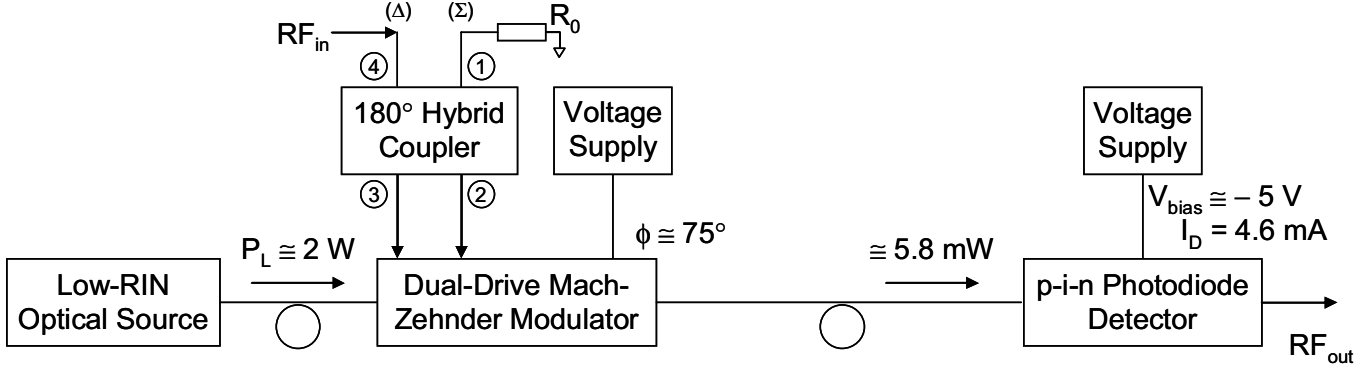 (Δ) (Σ)
RF_in R_0
④ ①
180° Hybrid
Coupler
Voltage
Supply
Voltage
Supply
③ ②
V_bias ≅ – 5 V
I_D = 4.6 mA
P_L ≅ 2 W
ϕ ≅ 75°
≅ 5.8 mW
Low-RIN
Optical Source
Dual-Drive Mach-
Zehnder Modulator
p-i-n Photodiode
Detector
RF_out